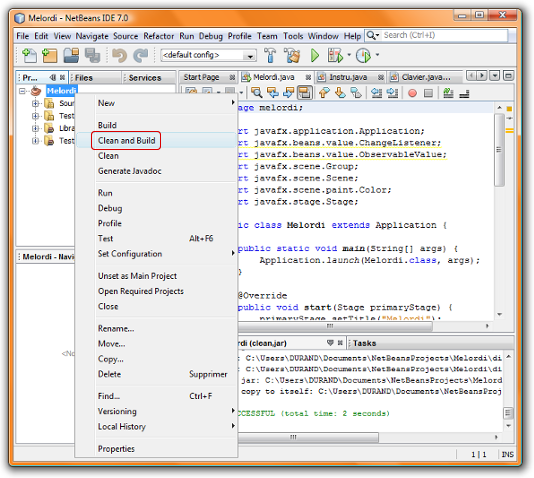 Melordi - NetBeans IDE 7.0
File Edit View Navigate Source Refactor Run Debug Profile Team Tools Window Help
Search (Ctrl+I)
<default config>
Pr... Files Services
Start Page Melordi.java Instru.java Clavier.java...
Melordi
Sour
Test
Libra
Test
New
Build
Clean and Build
Clean
Generate Javadoc
Run
Debug
Profile
Test Alt+F6
Set Configuration
Unset as Main Project
Open Required Projects
Close
Rename...
Move...
Copy...
Delete Supprimer
Find... Ctrl+F
Versioning
Local History
Properties
age melordi;
rt javafx.application.Application;
rt javafx.beans.value.ChangeListener;
rt javafx.beans.value.ObservableValue;
rt javafx.scene.Group;
rt javafx.scene.Scene;
rt javafx.scene.paint.Color;
rt javafx.stage.Stage;
ic class Melordi extends Application {
public static void main(String[] args) {
Application.launch(Melordi.class, args);
}
@Override
public void start(Stage primaryStage) {
primaryStage.setTitle("Melordi");
Melordi - Navi
<No
rdi (clean,jar) Tasks
: C:\Users\DURAND\Documents\NetBeansProjects\Melordi\di
: C:\Users\DURAND\Documents\NetBeansProjects\Melordi\di
jar: C:\Users\DURAND\Documents\NetBeansProjects\Melord
copy to itself: C:\Users\DURAND\Documents\NetBeansProj
CCESSFUL (total time: 2 seconds)
1 | 1 INS